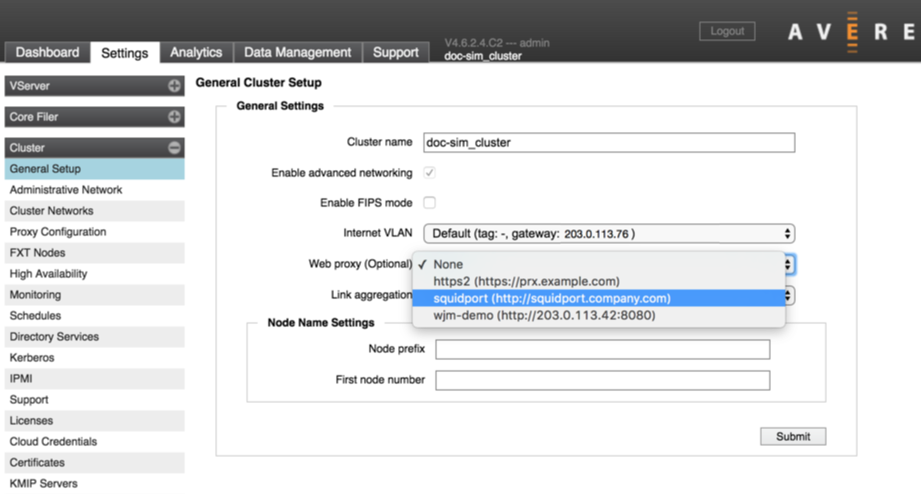 V4.6.2.4.C2 --- admin
doc-sim_cluster
Logout
AVERE
Dashboard
Settings
Analytics
Data Management
Support
VServer
Core Filer
Cluster
General Setup
Administrative Network
Cluster Networks
Proxy Configuration
FXT Nodes
High Availability
Monitoring
Schedules
Directory Services
Kerberos
IPMI
Support
Licenses
Cloud Credentials
Certificates
KMIP Servers
General Cluster Setup
General Settings
Cluster name doc-sim_cluster
Enable advanced networking
Enable FIPS mode
Internet VLAN Default (tag: -, gateway: 203.0.113.76 )
Web proxy (Optional) ✓ None
https2 (https://prx.example.com)
squidport (http://squidport.company.com)
wjm-demo (http://203.0.113.42:8080)
Link aggregation
Node Name Settings
Node prefix
First node number
Submit